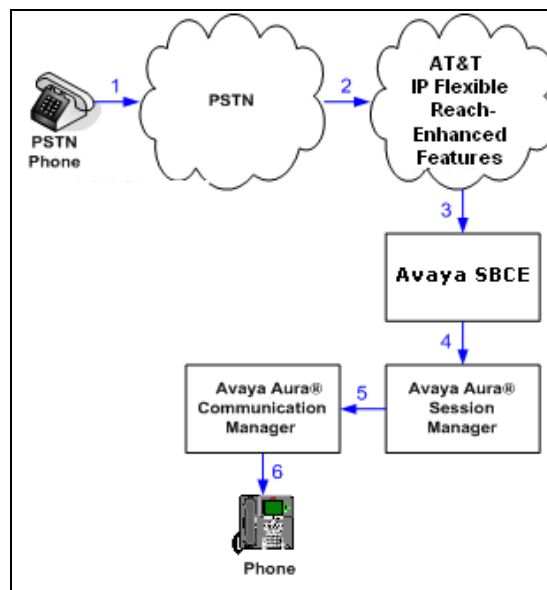 1
PSTN
Phone
PSTN
2
AT&T
IP Flexible
Reach-
Enhanced
Features
3
Avaya SBCE
4
Avaya Aura®
Session
Manager
5
Avaya Aura®
Communication
Manager
6
Phone